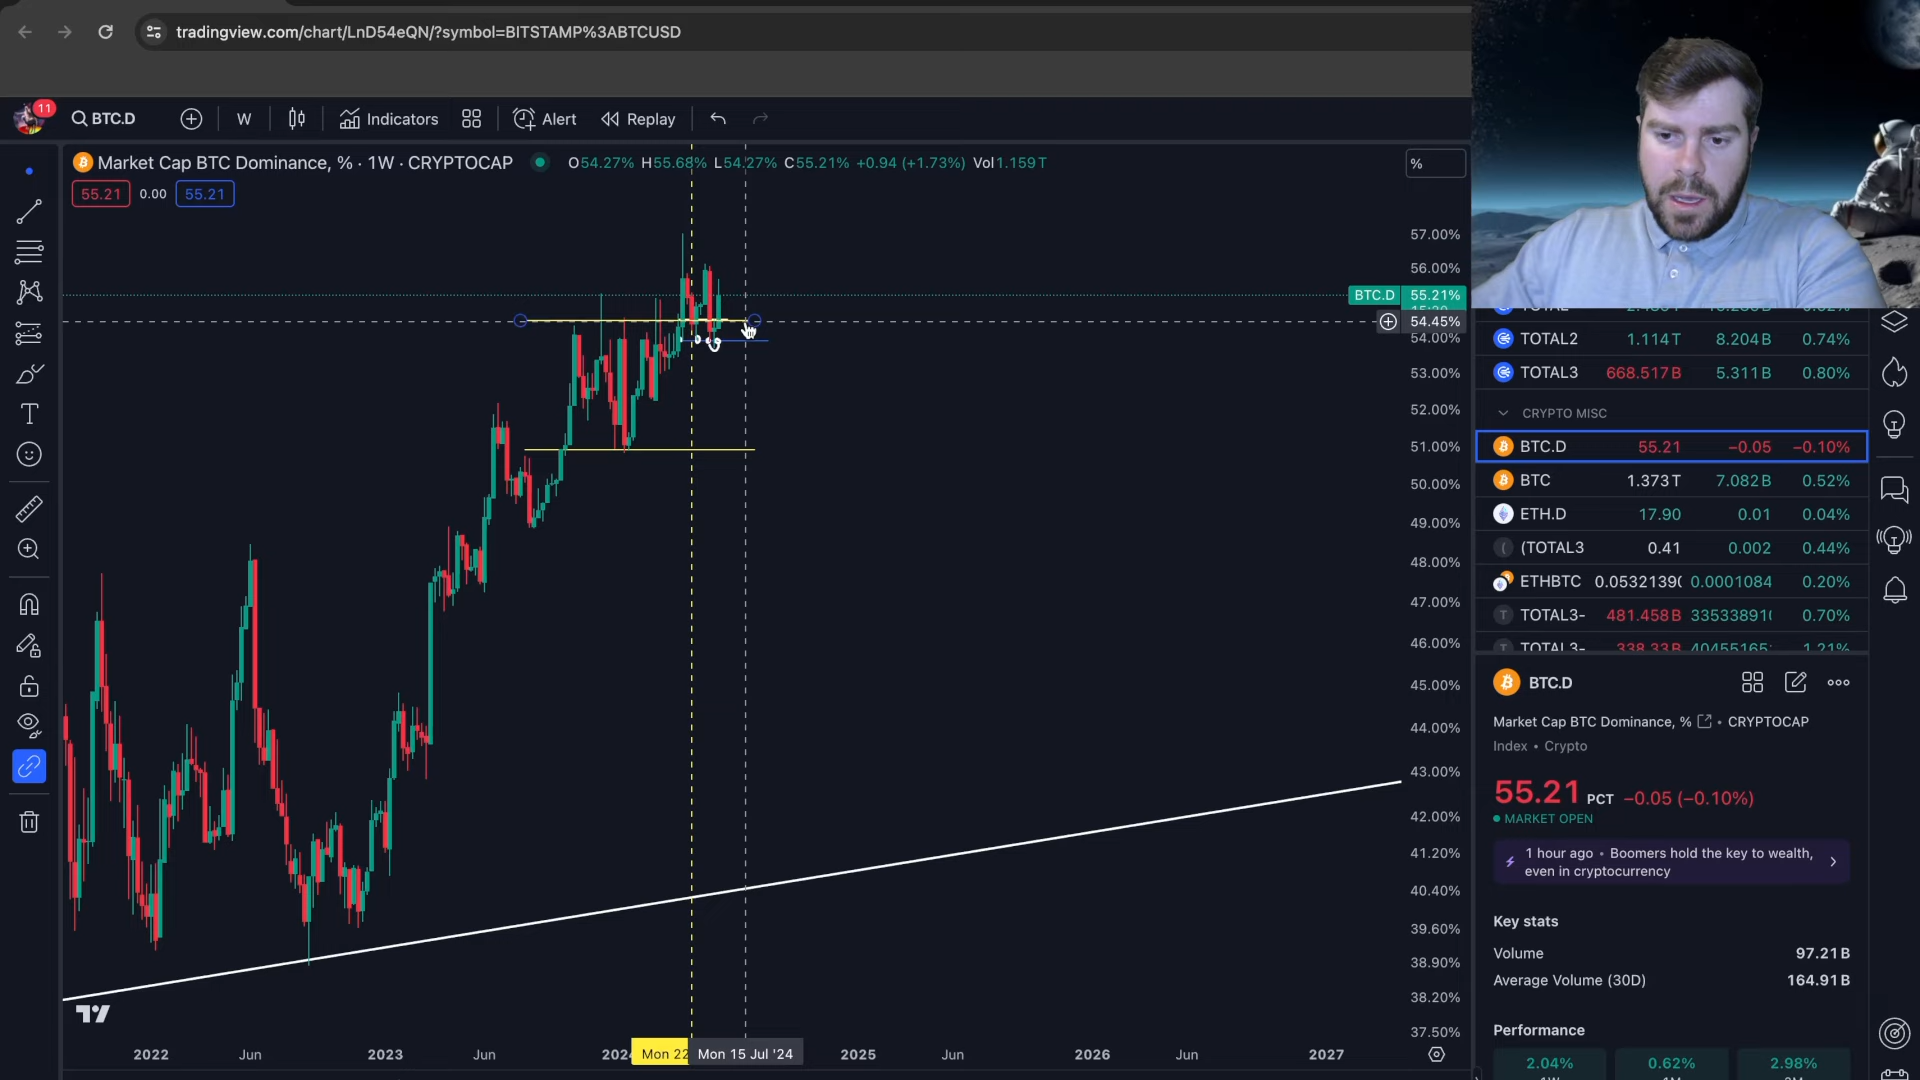 tradingview.com/chart/LnD54eQN/?symbol=BITSTAMP%3ABTCUSD
11
BTC.D
W
Indicators
Alert
Replay
Market Cap BTC Dominance, % · 1W · CRYPTOCAP
O54.27% H55.68% L54.27% C55.21% +0.94 (+1.73%) Vol1.159T
55.21 0.00 55.21
%
57.00%
56.00%
BTC.D 55.21%
54.45%
54.00%
53.00%
52.00%
51.00%
50.00%
49.00%
48.00%
47.00%
46.00%
45.00%
44.00%
43.00%
42.00%
41.20%
40.40%
39.60%
38.90%
38.20%
37.50%
2022 Jun 2023 Jun 2024 Mon 22 Mon 15 Jul '24 2025 Jun 2026 Jun 2027
TOTAL2 1.114T 8.204B 0.74%
TOTAL3 668.517B 5.311B 0.80%
CRYPTO MISC
BTC.D 55.21 −0.05 −0.10%
BTC 1.373T 7.082B 0.52%
ETH.D 17.90 0.01 0.04%
(TOTAL3 0.41 0.002 0.44%
ETHBTC 0.0532139( 0.0001084 0.20%
TOTAL3- 481.458B 33533891( 0.70%
TOTAL3- 338.33B 40455165 1.21%
BTC.D
Market Cap BTC Dominance, % • CRYPTOCAP
Index • Crypto
55.21 PCT −0.05 (−0.10%)
MARKET OPEN
1 hour ago • Boomers hold the key to wealth,
even in cryptocurrency
Key stats
Volume 97.21B
Average Volume (30D) 164.91B
Performance
2.04% 0.62% 2.98%